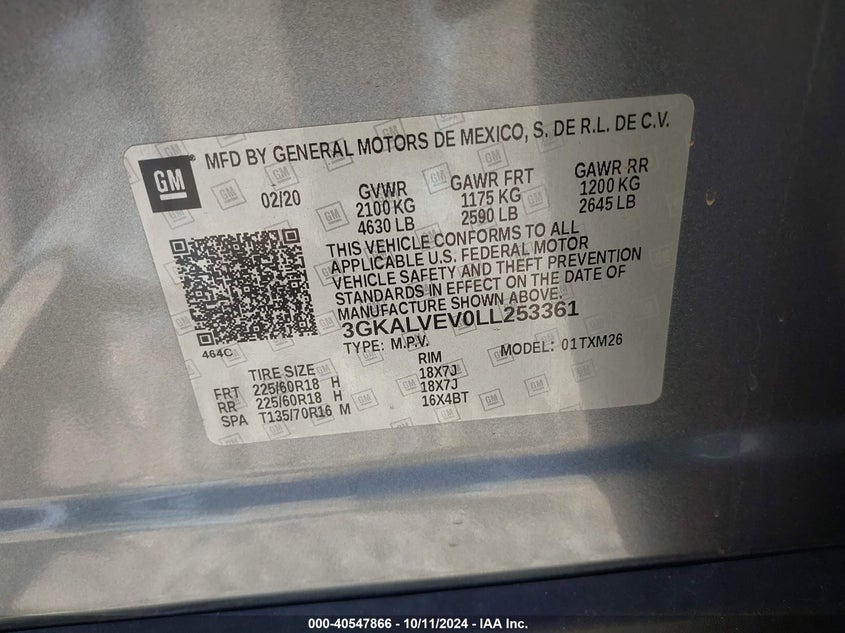 GM
MFD BY GENERAL MOTORS DE MEXICO, S. DE R.L. DE C.V.
02/20 GVWR GAWR FRT GAWR RR
2100 KG 1175 KG 1200 KG
4630 LB 2590 LB 2645 LB
THIS VEHICLE CONFORMS TO ALL
APPLICABLE U.S. FEDERAL MOTOR
VEHICLE SAFETY AND THEFT PREVENTION
STANDARDS IN EFFECT ON THE DATE OF
MANUFACTURE SHOWN ABOVE.
3GKALVEV0LL253361
464C
TYPE: M.P.V. MODEL: 01TXM26
TIRE SIZE RIM
FRT 225/60R18 H 18X7J
RR 225/60R18 H 18X7J
SPA T135/70R16 M 16X4BT
000-40547866 - 10/11/2024 - IAA Inc.